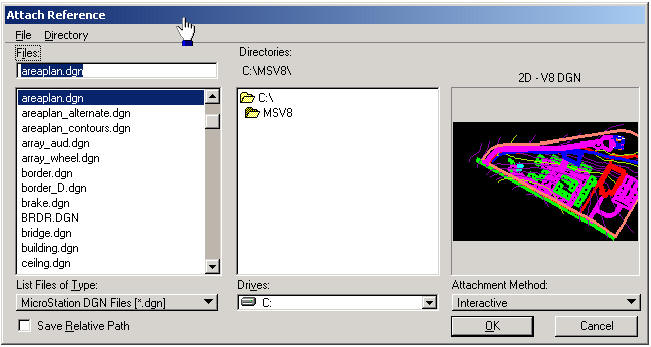 Attach Reference
File Directory
Files:
Directories:
areaplan.dgn
C:\MSV8\
2D - V8 DGN
areaplan.dgn
areaplan_alternate.dgn
areaplan_contours.dgn
array_aud.dgn
array_wheel.dgn
border.dgn
border_D.dgn
brake.dgn
BRDR.DGN
bridge.dgn
building.dgn
ceilng.dgn
C:\
MSV8
List Files of Type:
Drives:
Attachment Method:
MicroStation DGN Files [*.dgn]
C:
Interactive
Save Relative Path
OK
Cancel